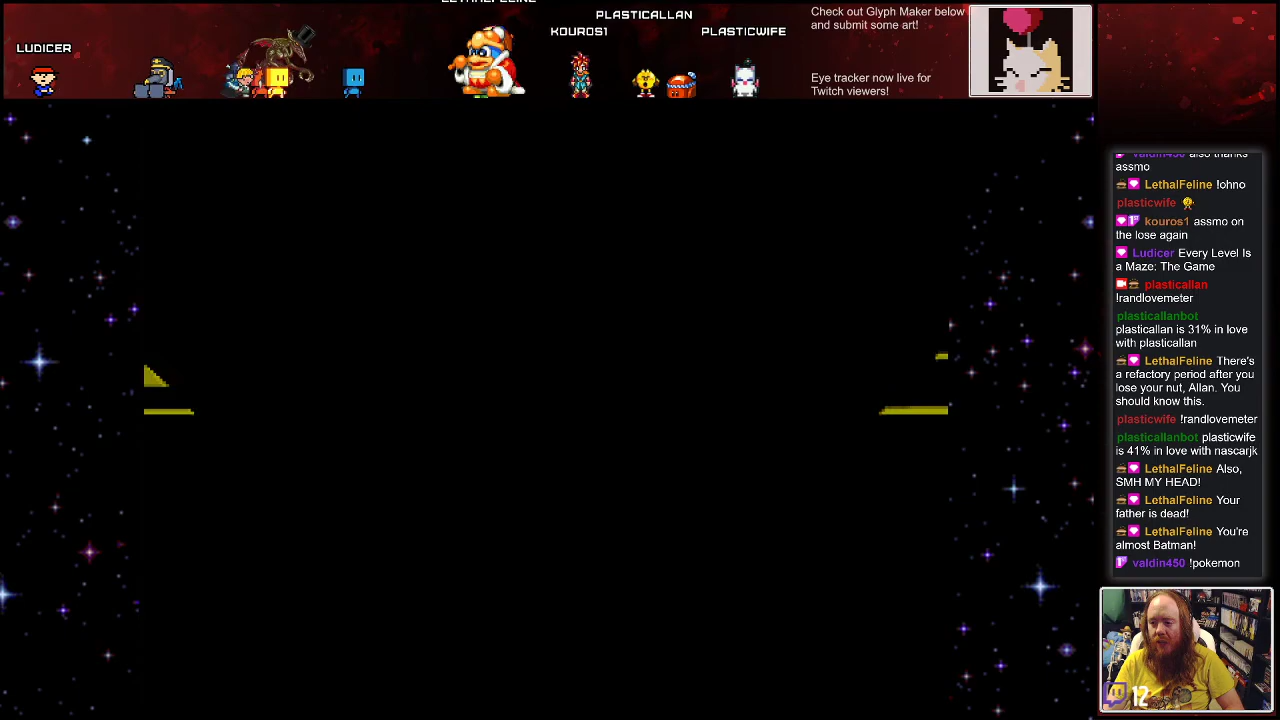 LETHALFELINE
PLASTICALLAN
KOUROS1
PLASTICWIFE
LUDICER
Check out Glyph Maker below
and submit some art!
Eye tracker now live for
Twitch viewers!
valdin450 also thanks
assmo
LethalFeline !ohno
plasticwife
kouros1 assmo on
the lose again
Ludicer Every Level Is
a Maze: The Game
plasticallan
!randlovemeter
plasticallanbot
plasticallan is 31% in love
with plasticallan
LethalFeline There's
a refactory period after you
lose your nut, Allan. You
should know this.
plasticwife !randlovemeter
plasticallanbot plasticwife
is 41% in love with nascarjk
LethalFeline Also,
SMH MY HEAD!
LethalFeline Your
father is dead!
LethalFeline You're
almost Batman!
valdin450 !pokemon
12